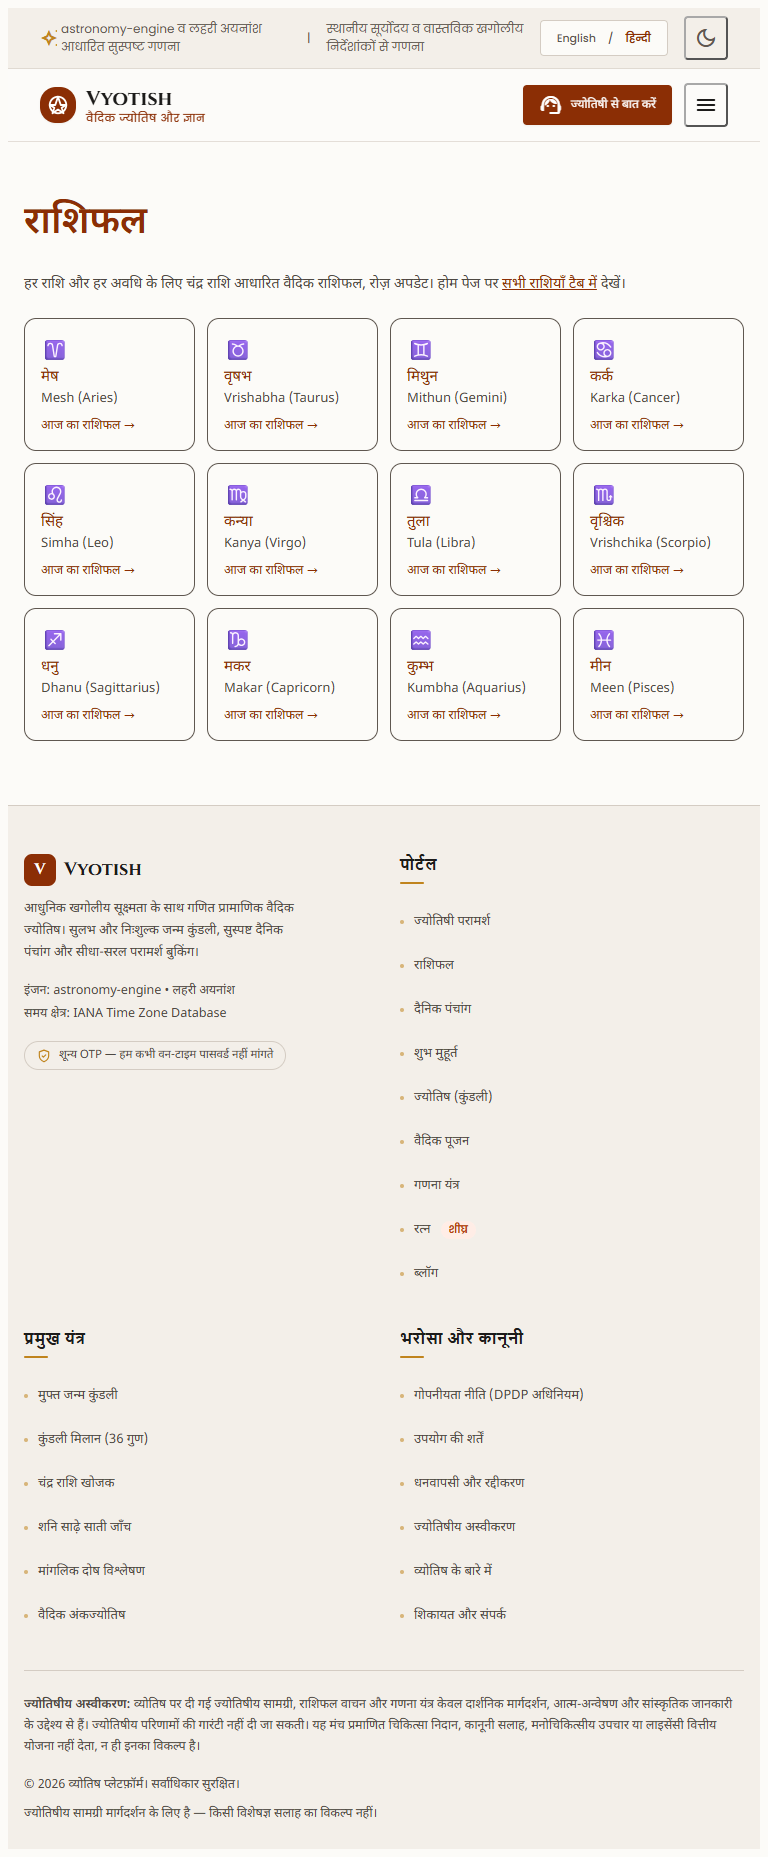 astronomy-engine व लहरी अयनांश
आधारित सुस्पष्ट गणना
|
स्थानीय सूर्योदय व वास्तविक खगोलीय
निर्देशांकों से गणना
English / हिन्दी
VYOTISH
वैदिक ज्योतिष और ज्ञान
ज्योतिषी से बात करें
राशिफल
हर राशि और हर अवधि के लिए चंद्र राशि आधारित वैदिक राशिफल, रोज़ अपडेट। होम पेज पर सभी राशियाँ टैब में देखें।
मेष
Mesh (Aries)
आज का राशिफल →
वृषभ
Vrishabha (Taurus)
आज का राशिफल →
मिथुन
Mithun (Gemini)
आज का राशिफल →
कर्क
Karka (Cancer)
आज का राशिफल →
सिंह
Simha (Leo)
आज का राशिफल →
कन्या
Kanya (Virgo)
आज का राशिफल →
तुला
Tula (Libra)
आज का राशिफल →
वृश्चिक
Vrishchika (Scorpio)
आज का राशिफल →
धनु
Dhanu (Sagittarius)
आज का राशिफल →
मकर
Makar (Capricorn)
आज का राशिफल →
कुम्भ
Kumbha (Aquarius)
आज का राशिफल →
मीन
Meen (Pisces)
आज का राशिफल →
V VYOTISH
आधुनिक खगोलीय सूक्ष्मता के साथ गणित प्रामाणिक वैदिक
ज्योतिष। सुलभ और निःशुल्क जन्म कुंडली, सुस्पष्ट दैनिक
पंचांग और सीधा-सरल परामर्श बुकिंग।
इंजन: astronomy-engine • लहरी अयनांश
समय क्षेत्र: IANA Time Zone Database
शून्य OTP — हम कभी वन-टाइम पासवर्ड नहीं मांगते
पोर्टल
ज्योतिषी परामर्श
राशिफल
दैनिक पंचांग
शुभ मुहूर्त
ज्योतिष (कुंडली)
वैदिक पूजन
गणना यंत्र
रत्न शीघ्र
ब्लॉग
प्रमुख यंत्र
मुफ्त जन्म कुंडली
कुंडली मिलान (36 गुण)
चंद्र राशि खोजक
शनि साढ़े साती जाँच
मांगलिक दोष विश्लेषण
वैदिक अंकज्योतिष
भरोसा और कानूनी
गोपनीयता नीति (DPDP अधिनियम)
उपयोग की शर्तें
धनवापसी और रद्दीकरण
ज्योतिषीय अस्वीकरण
व्योतिष के बारे में
शिकायत और संपर्क
ज्योतिषीय अस्वीकरण: व्योतिष पर दी गई ज्योतिषीय सामग्री, राशिफल वाचन और गणना यंत्र केवल दार्शनिक मार्गदर्शन, आत्म-अन्वेषण और सांस्कृतिक जानकारी
के उद्देश्य से हैं। ज्योतिषीय परिणामों की गारंटी नहीं दी जा सकती। यह मंच प्रमाणित चिकित्सा निदान, कानूनी सलाह, मनोचिकित्सीय उपचार या लाइसेंसी वित्तीय
योजना नहीं देता, न ही इनका विकल्प है।
© 2026 व्योतिष प्लेटफ़ॉर्म। सर्वाधिकार सुरक्षित।
ज्योतिषीय सामग्री मार्गदर्शन के लिए है — किसी विशेषज्ञ सलाह का विकल्प नहीं।